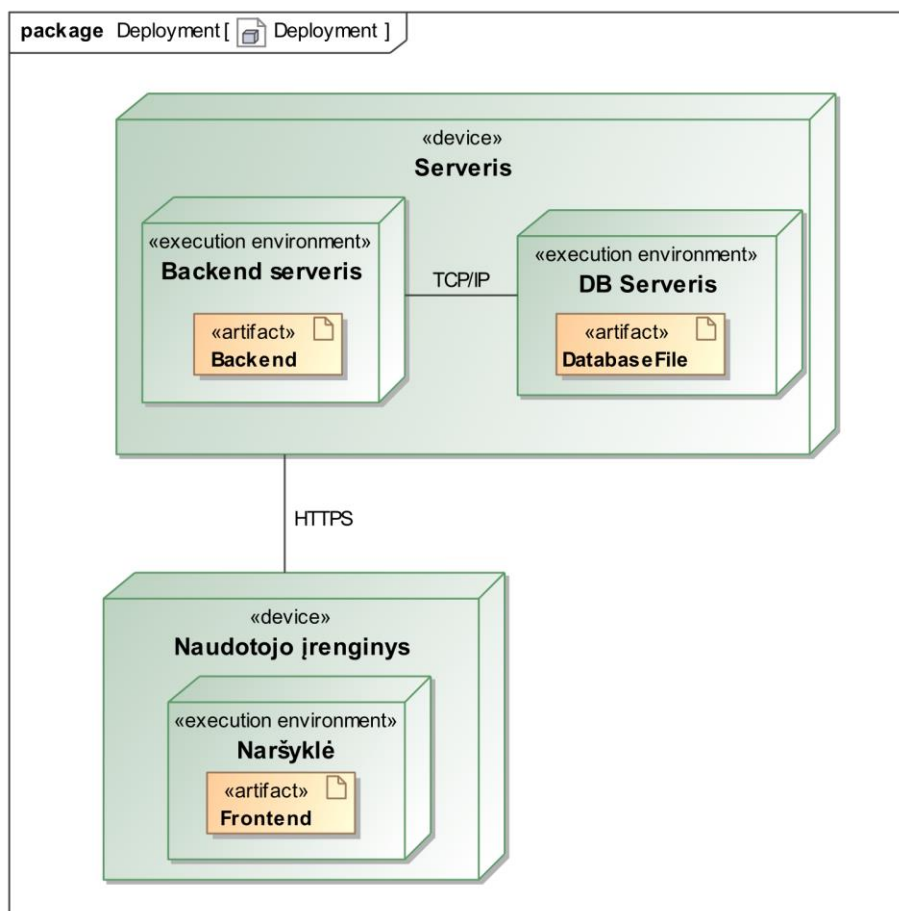 package Deployment [ Deployment ]
«device»
Serveris
«execution environment»
Backend serveris
«artifact»
Backend
TCP/IP
«execution environment»
DB Serveris
«artifact»
DatabaseFile
HTTPS
«device»
Naudotojo įrenginys
«execution environment»
Naršyklė
«artifact»
Frontend